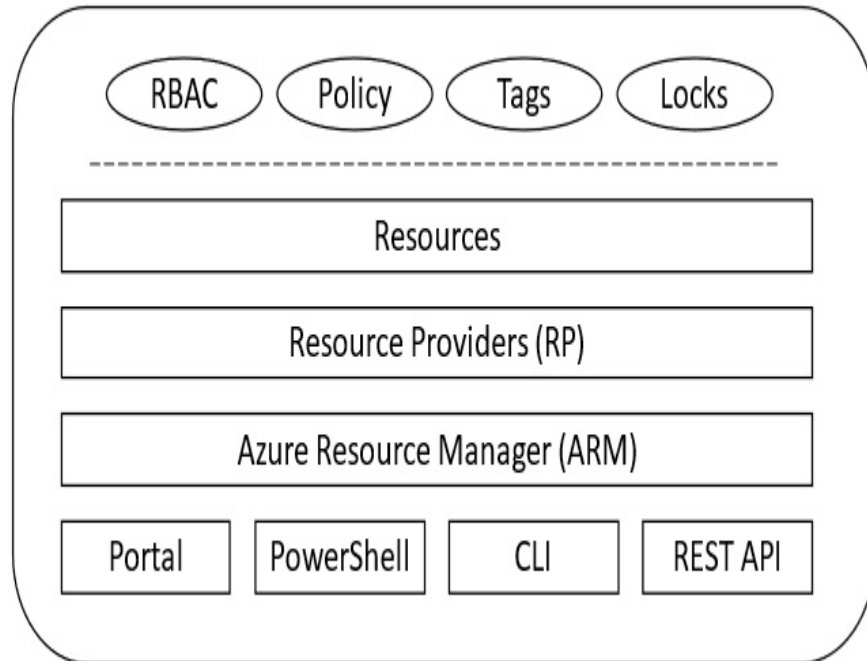 RBAC Policy Tags Locks
Resources
Resource Providers (RP)
Azure Resource Manager (ARM)
Portal PowerShell CLI REST API